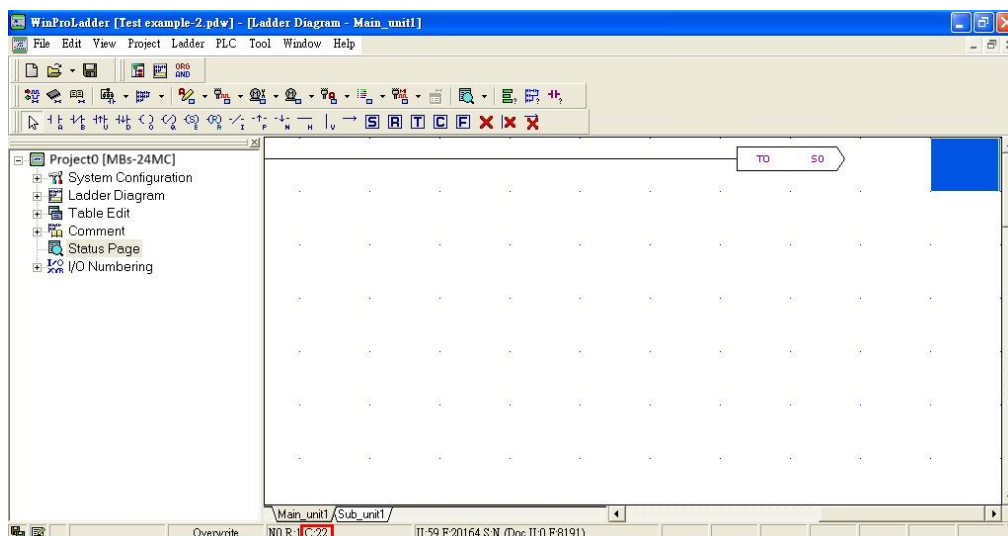 WinProLadder [Test example-2.pdw] - [Ladder Diagram - Main_unit1]
File Edit View Project Ladder PLC Tool Window Help
ORG
AND
A B U D O Q E R I P N H L
S R T C F
Project0 [MBs-24MC]
System Configuration
Ladder Diagram
Table Edit
Comment
Status Page
I/O Numbering
TO S0
Main_unit1 Sub_unit1
Overwrite N0 R:1 C:22 U:59 F:20164 S:N (Doc U:0 F:8191)